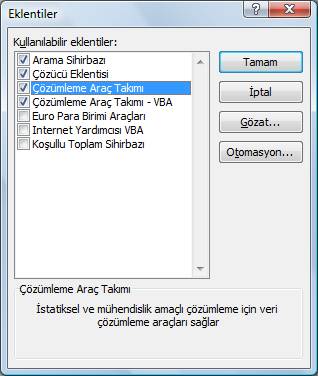 Eklentiler
Kullanılabilir eklentiler:
Arama Sihirbazı
Çözücü Eklentisi
Çözümleme Araç Takımı
Çözümleme Araç Takımı - VBA
Euro Para Birimi Araçları
Internet Yardımcısı VBA
Koşullu Toplam Sihirbazı
Tamam
İptal
Gözat...
Otomasyon...
Çözümleme Araç Takımı
İstatiksel ve mühendislik amaçlı çözümleme için veri
çözümleme araçları sağlar